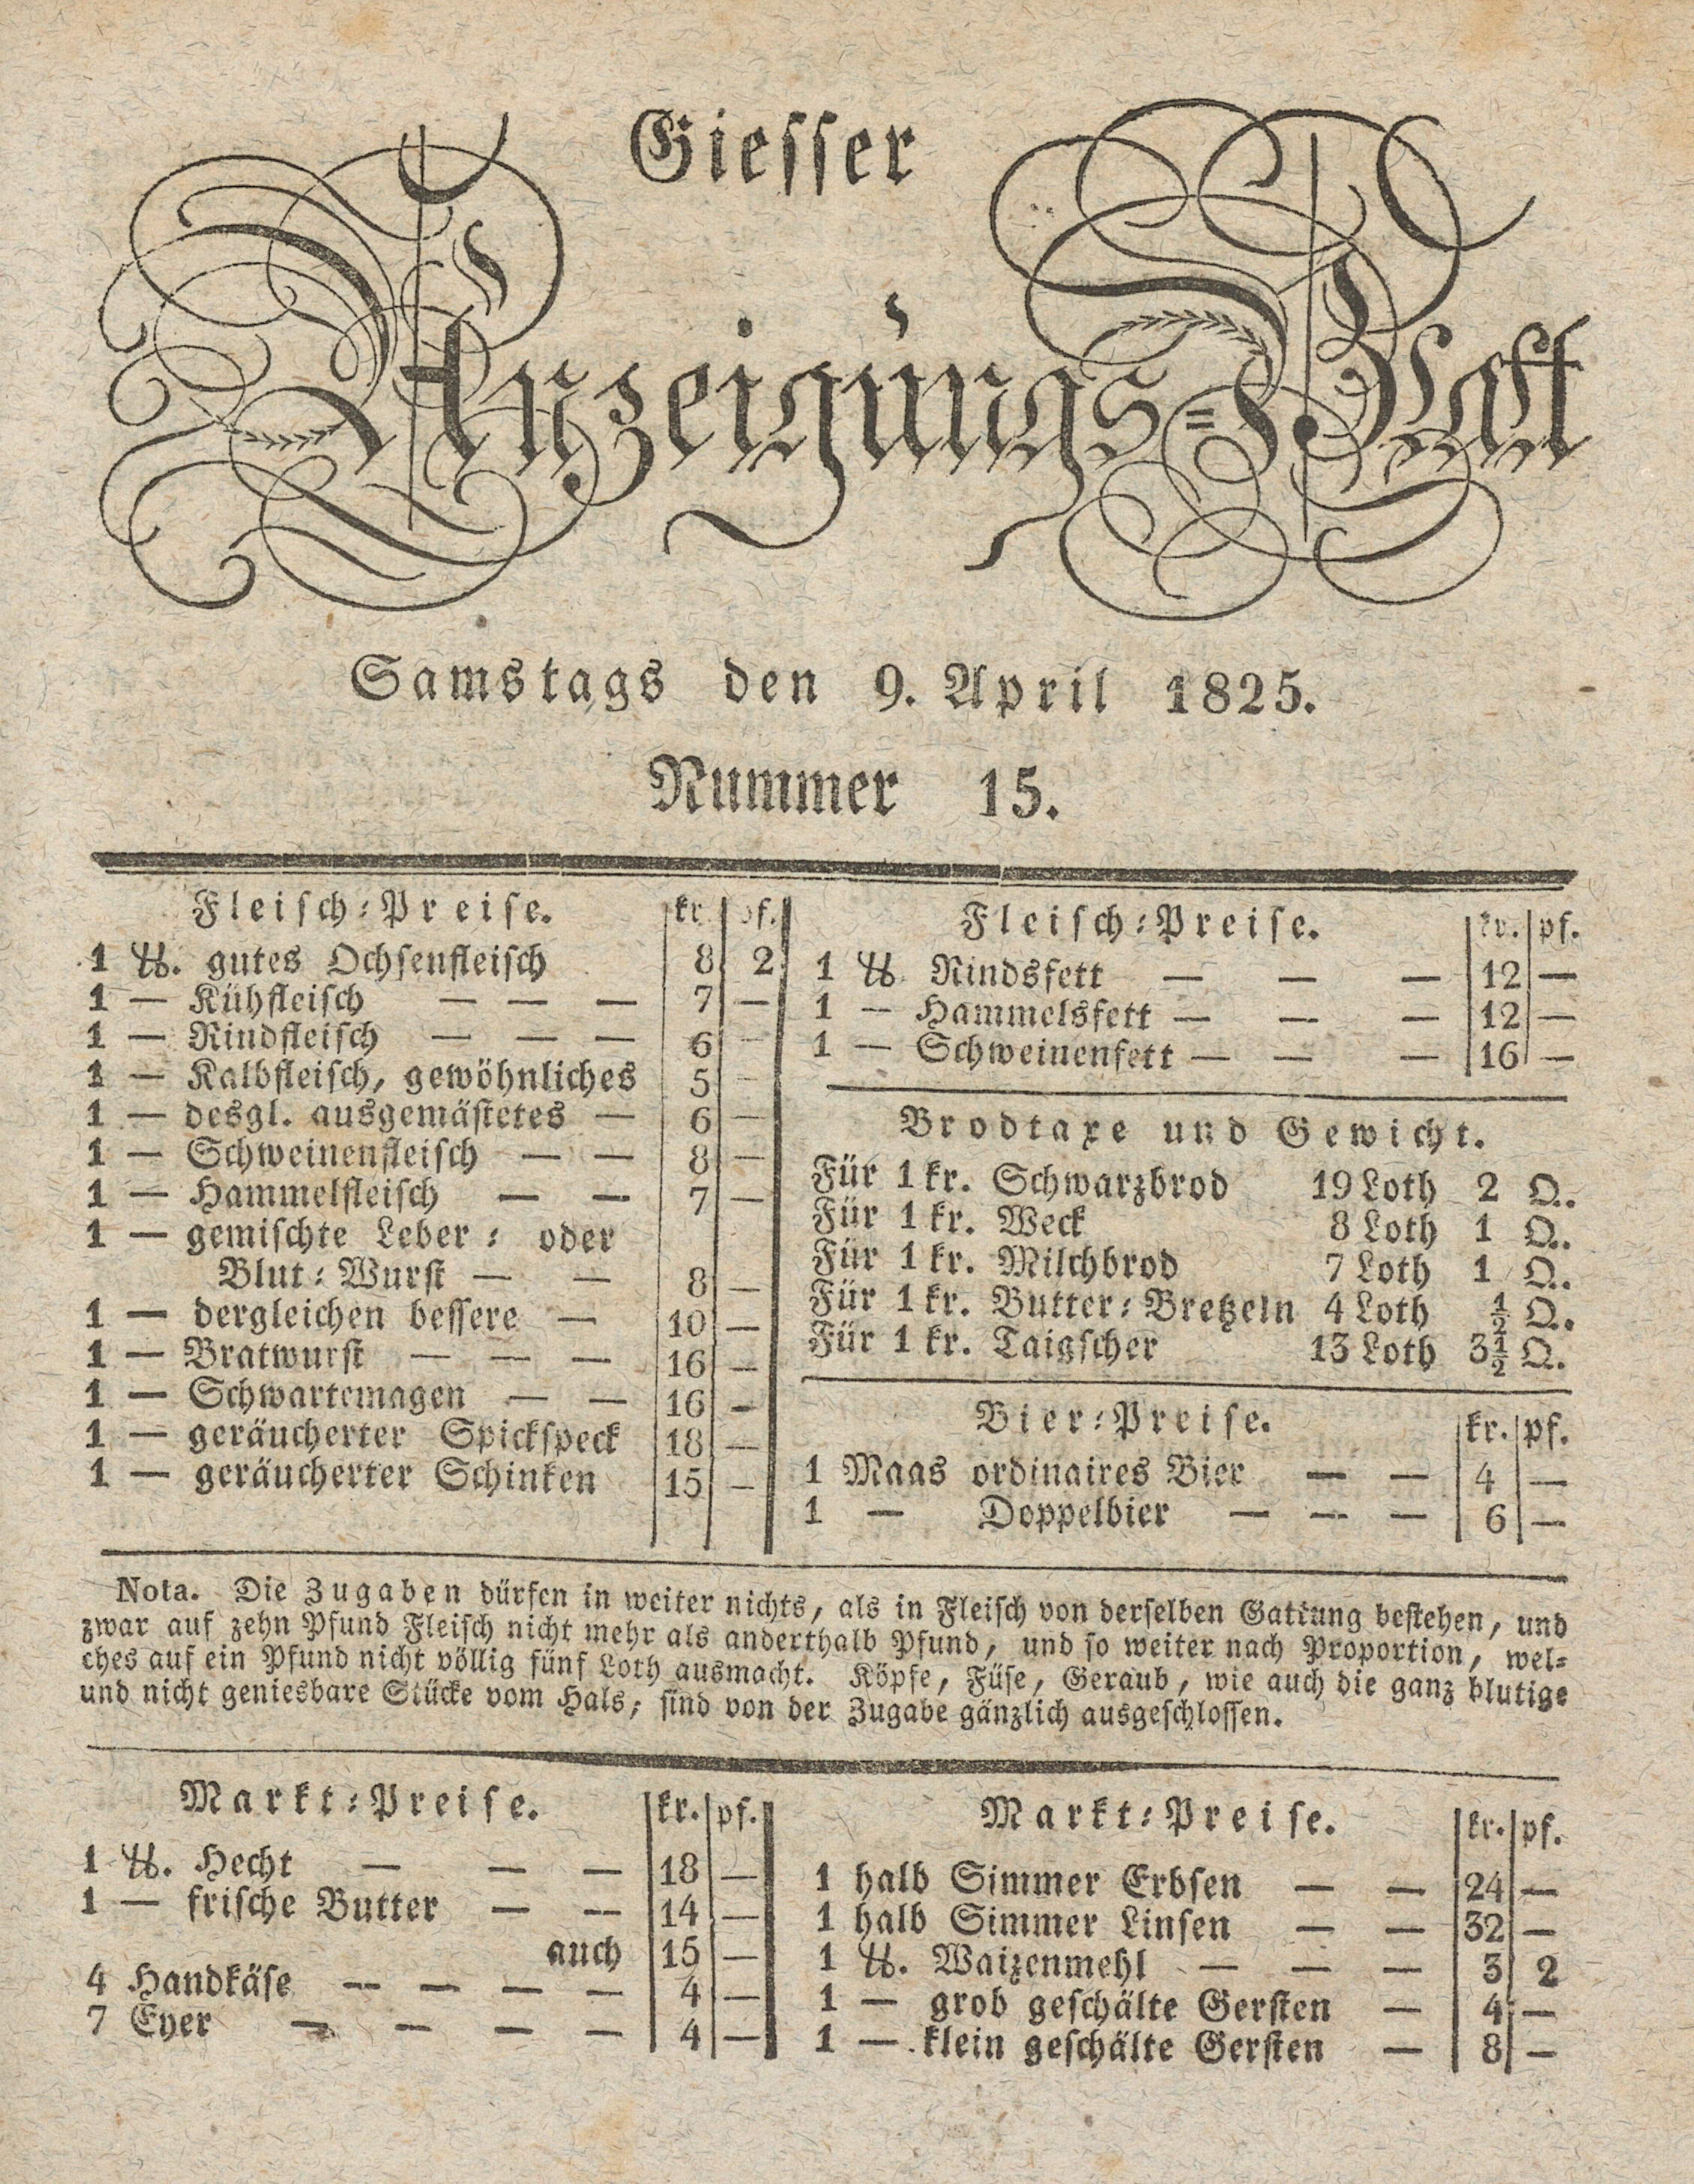 Giesser
Anzeigungs=Blatt
Samstags den 9. April 1825.
Nummer 15.
Fleisch=Preise. kr. pf.
1 ℔. gutes Ochsenfleisch 8 2
1 — Kühfleisch — — — 7 —
1 — Rindfleisch — — — 6 —
1 — Kalbfleisch, gewöhnliches 5 —
1 — desgl. ausgemästetes — 6 —
1 — Schweinenfleisch — — 8 —
1 — Hammelfleisch — — 7 —
1 — gemischte Leber= oder
Blut=Wurst — — 8 —
1 — dergleichen bessere — 10 —
1 — Bratwurst — — — 16 —
1 — Schwartemagen — — 16 —
1 — geräucherter Spickspeck 18 —
1 — geräucherter Schinken 15 —
Fleisch=Preise. kr. pf.
1 ℔ Rindsfett — — — 12 —
1 — Hammelsfett — — — 12 —
1 — Schweinenfett — — — 16 —
Brodtaxe und Gewicht.
Für 1 kr. Schwarzbrod 19 Loth 2 Q.
Für 1 kr. Weck 8 Loth 1 Q.
Für 1 kr. Milchbrod 7 Loth 1 Q.
Für 1 kr. Butter=Bretzeln 4 Loth ½ Q.
Für 1 kr. Taigscher 13 Loth 3½ Q.
Bier=Preise. kr. pf.
1 Maas ordinaires Bier — — 4 —
1 — Doppelbier — — — 6 —
Nota. Die Zugaben dürfen in weiter nichts, als in Fleisch von derselben Gattung bestehen, und
zwar auf zehn Pfund Fleisch nicht mehr als anderthalb Pfund, und so weiter nach Proportion, wel=
ches auf ein Pfund nicht völlig fünf Loth ausmacht. Köpfe, Füse, Geraub, wie auch die ganz blutige
und nicht geniesbare Stücke vom Hals, sind von der Zugabe gänzlich ausgeschlossen.
Markt=Preise. kr. pf.
1 ℔. Hecht — — — 18 —
1 — frische Butter — — 14 —
auch 15 —
4 Handkäse — — — — 4 —
7 Eyer — — — — 4 —
Markt=Preise. kr. pf.
1 halb Simmer Erbsen — — 24 —
1 halb Simmer Linsen — — 32 —
1 ℔. Waizenmehl — — — 3 2
1 — grob geschälte Gersten — 4 —
1 — klein geschälte Gersten — 8 —